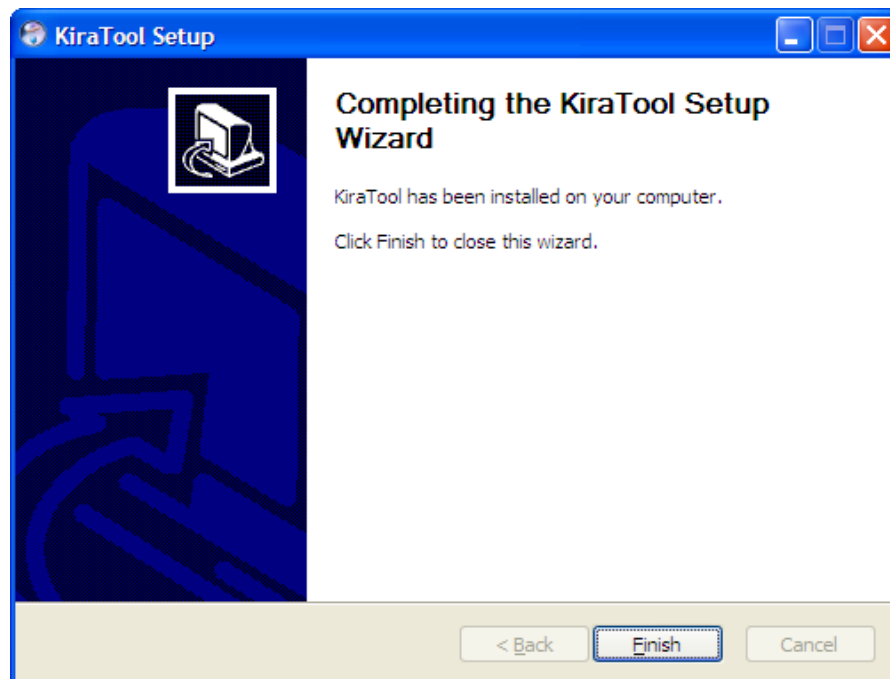 KiraTool Setup
Completing the KiraTool Setup
Wizard
KiraTool has been installed on your computer.
Click Finish to close this wizard.
< Back
Finish
Cancel